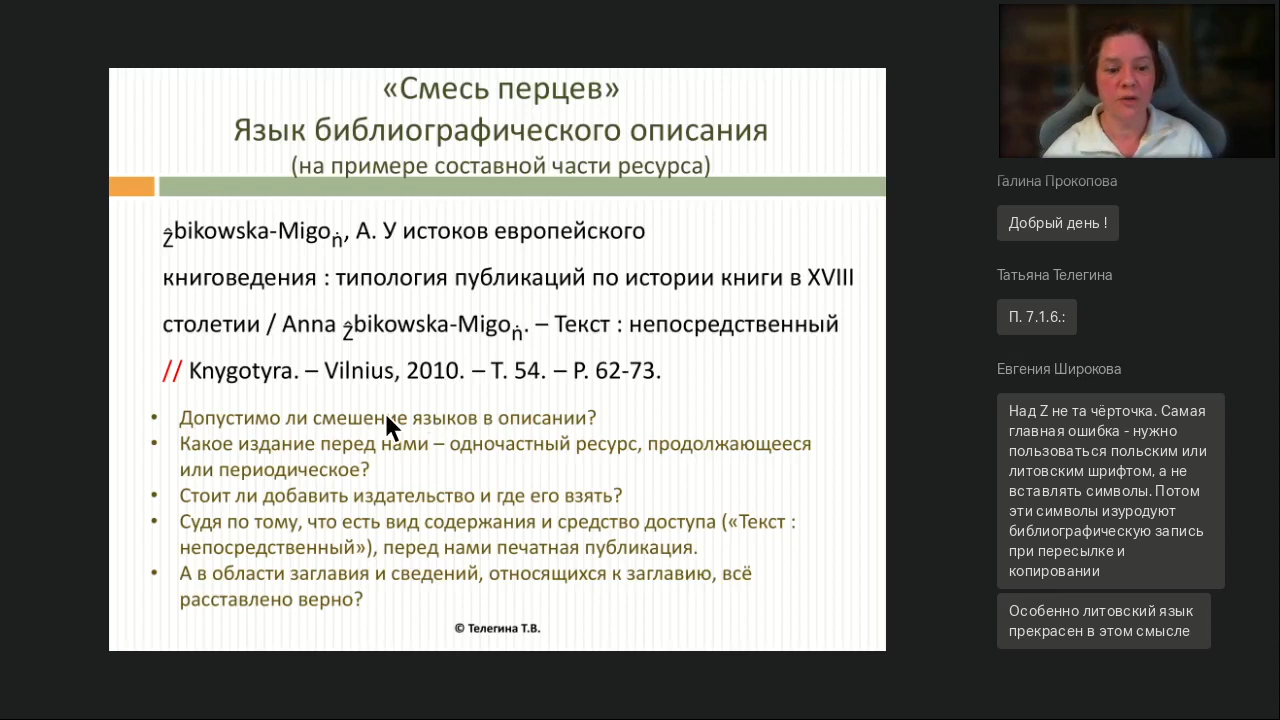 «Смесь перцев»
Язык библиографического описания
(на примере составной части ресурса)
Ẑbikowska-Migoṅ, А. У истоков европейского
книговедения : типология публикаций по истории книги в XVIII
столетии / Anna Ẑbikowska-Migoṅ. – Текст : непосредственный
// Knygotyra. – Vilnius, 2010. – T. 54. – P. 62-73.
• Допустимо ли смешение языков в описании?
• Какое издание перед нами – одночастный ресурс, продолжающееся
или периодическое?
• Стоит ли добавить издательство и где его взять?
• Судя по тому, что есть вид содержания и средство доступа («Текст :
непосредственный»), перед нами печатная публикация.
• А в области заглавия и сведений, относящихся к заглавию, всё
расставлено верно?
© Телегина Т.В.
Галина Прокопова
Добрый день !
Татьяна Телегина
П. 7.1.6.:
Евгения Широкова
Над Z не та чёрточка. Самая
главная ошибка - нужно
пользоваться польским или
литовским шрифтом, а не
вставлять символы. Потом
эти символы изуродуют
библиографическую запись
при пересылке и
копировании
Особенно литовский язык
прекрасен в этом смысле